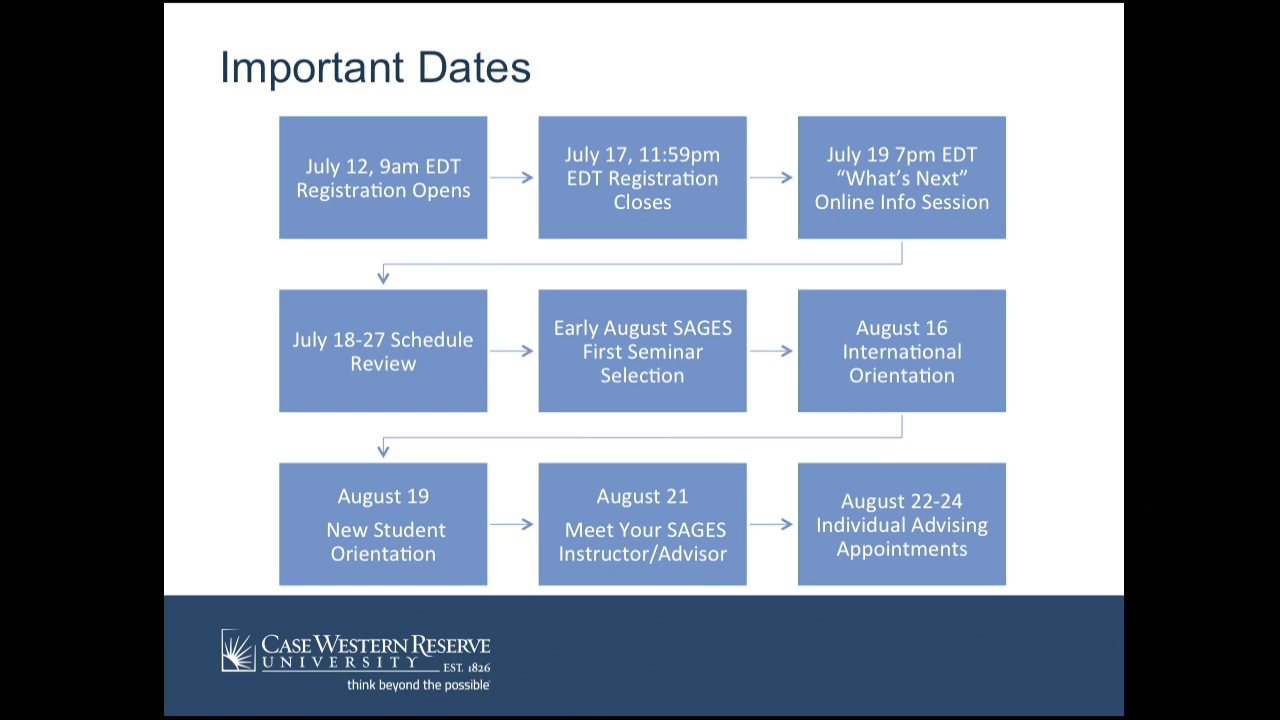 Important Dates
July 12, 9am EDT
Registration Opens
July 17, 11:59pm
EDT Registration
Closes
July 19 7pm EDT
“What’s Next”
Online Info Session
July 18-27 Schedule
Review
Early August SAGES
First Seminar
Selection
August 16
International
Orientation
August 19
New Student
Orientation
August 21
Meet Your SAGES
Instructor/Advisor
August 22-24
Individual Advising
Appointments
CASE WESTERN RESERVE
UNIVERSITY EST. 1826
think beyond the possible